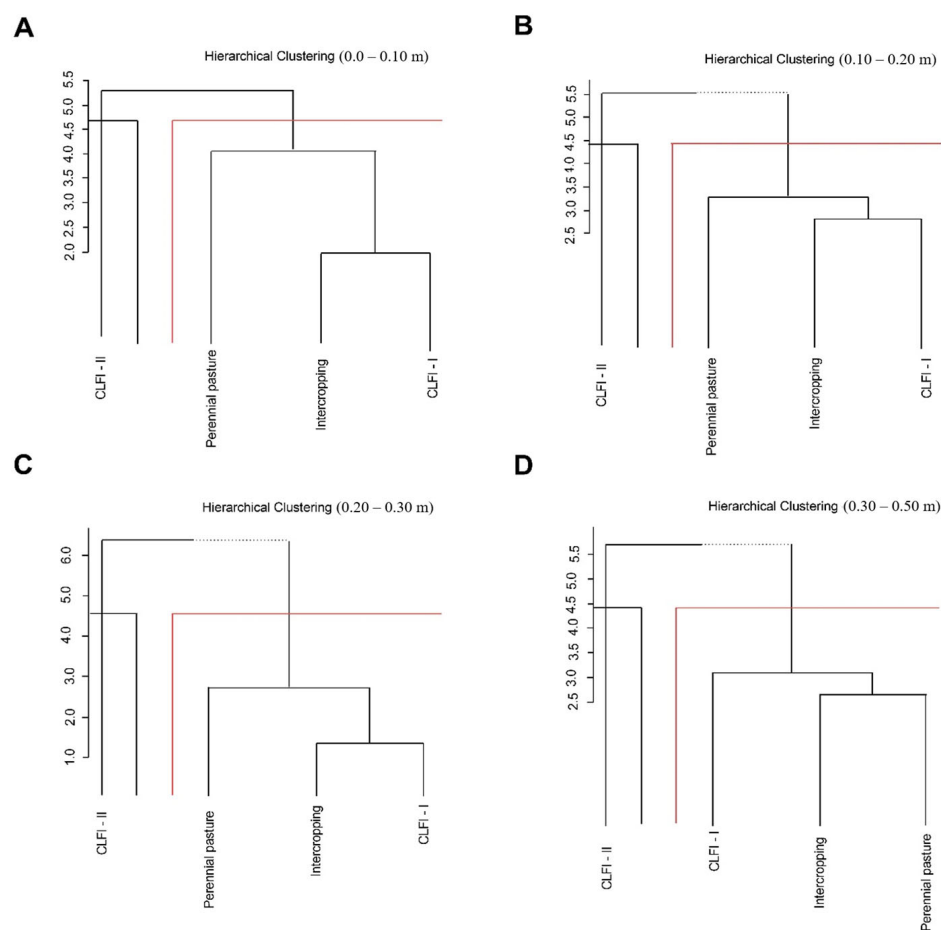 A
Hierarchical Clustering (0.0 – 0.10 m)
5.5
5.0
4.5
4.0
3.5
3.0
2.5
2.0
CLFI - II
Perennial pasture
Intercropping
CLFI - I
B
Hierarchical Clustering (0.10 – 0.20 m)
5.5
5.0
4.5
4.0
3.5
3.0
2.5
CLFI - II
Perennial pasture
Intercropping
CLFI - I
C
Hierarchical Clustering (0.20 – 0.30 m)
6.0
5.0
4.0
3.0
2.0
1.0
CLFI - II
Perennial pasture
Intercropping
CLFI - I
D
Hierarchical Clustering (0.30 – 0.50 m)
5.5
5.0
4.5
4.0
3.5
3.0
2.5
CLFI - II
CLFI - I
Intercropping
Perennial pasture